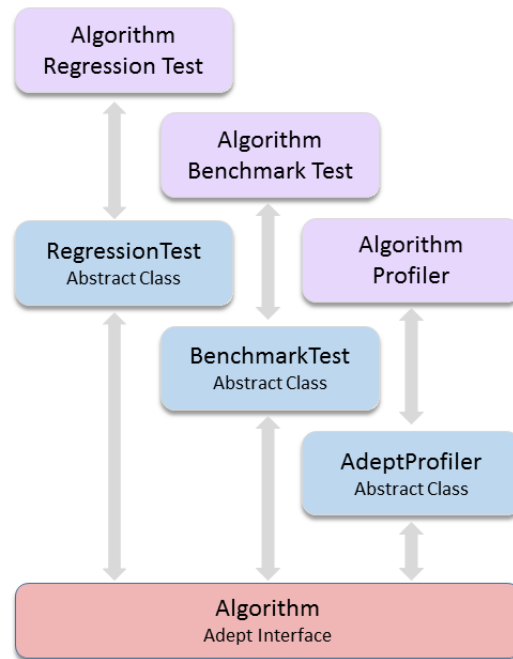 Algorithm
Regression Test
Algorithm
Benchmark Test
RegressionTest
Abstract Class
Algorithm
Profiler
BenchmarkTest
Abstract Class
AdeptProfiler
Abstract Class
Algorithm
Adept Interface